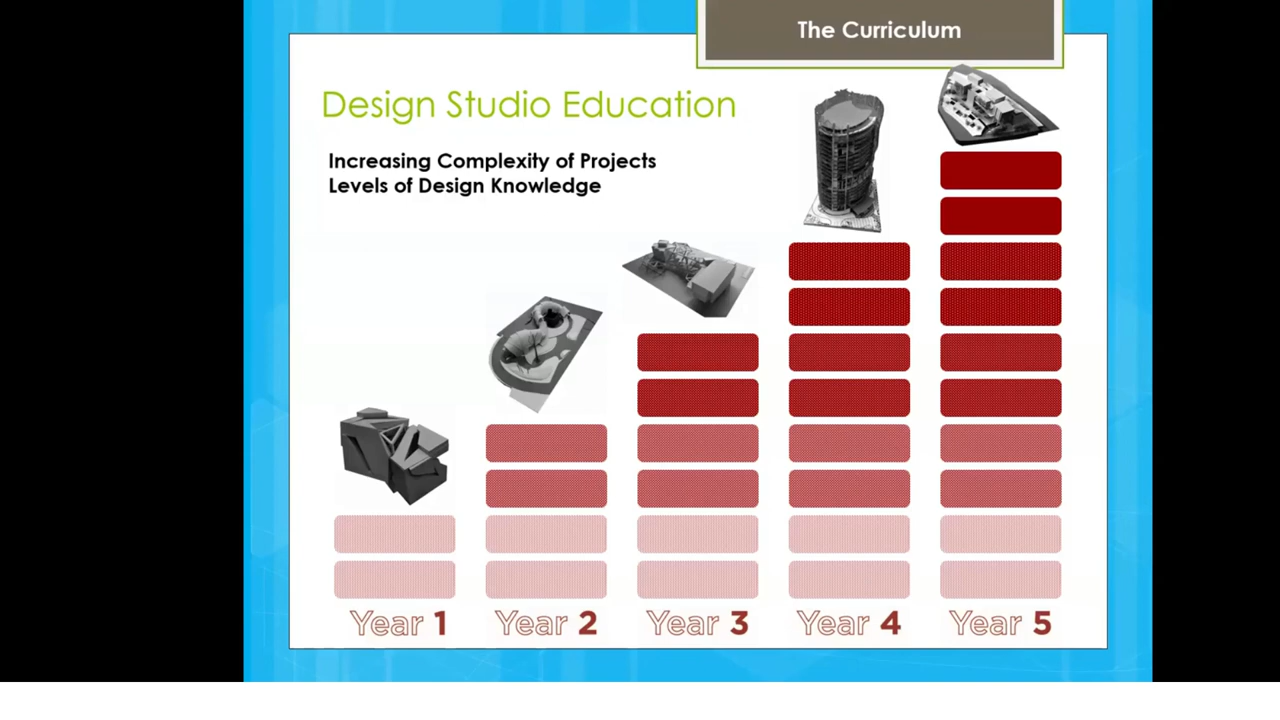 The Curriculum
Design Studio Education
Increasing Complexity of Projects
Levels of Design Knowledge
Year 1 Year 2 Year 3 Year 4 Year 5